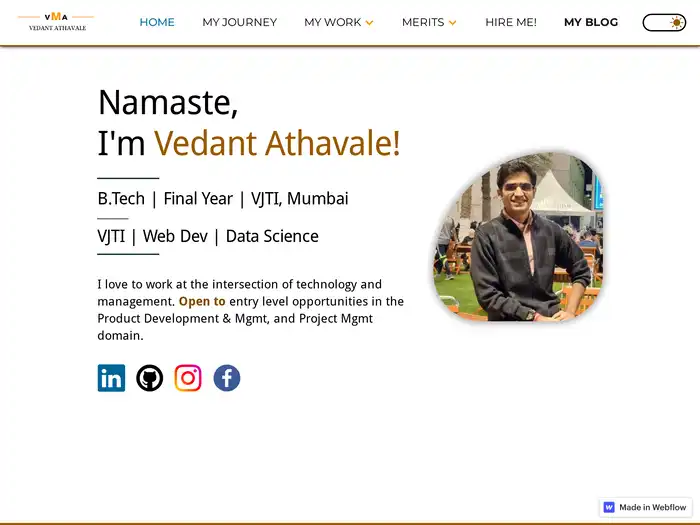 VMA
VEDANT ATHAVALE
HOME
MY JOURNEY
MY WORK
MERITS
HIRE ME!
MY BLOG
Namaste,
I'm Vedant Athavale!
B.Tech | Final Year | VJTI, Mumbai
VJTI | Web Dev | Data Science
I love to work at the intersection of technology and
management. Open to entry level opportunities in the
Product Development & Mgmt, and Project Mgmt
domain.
Made in Webflow